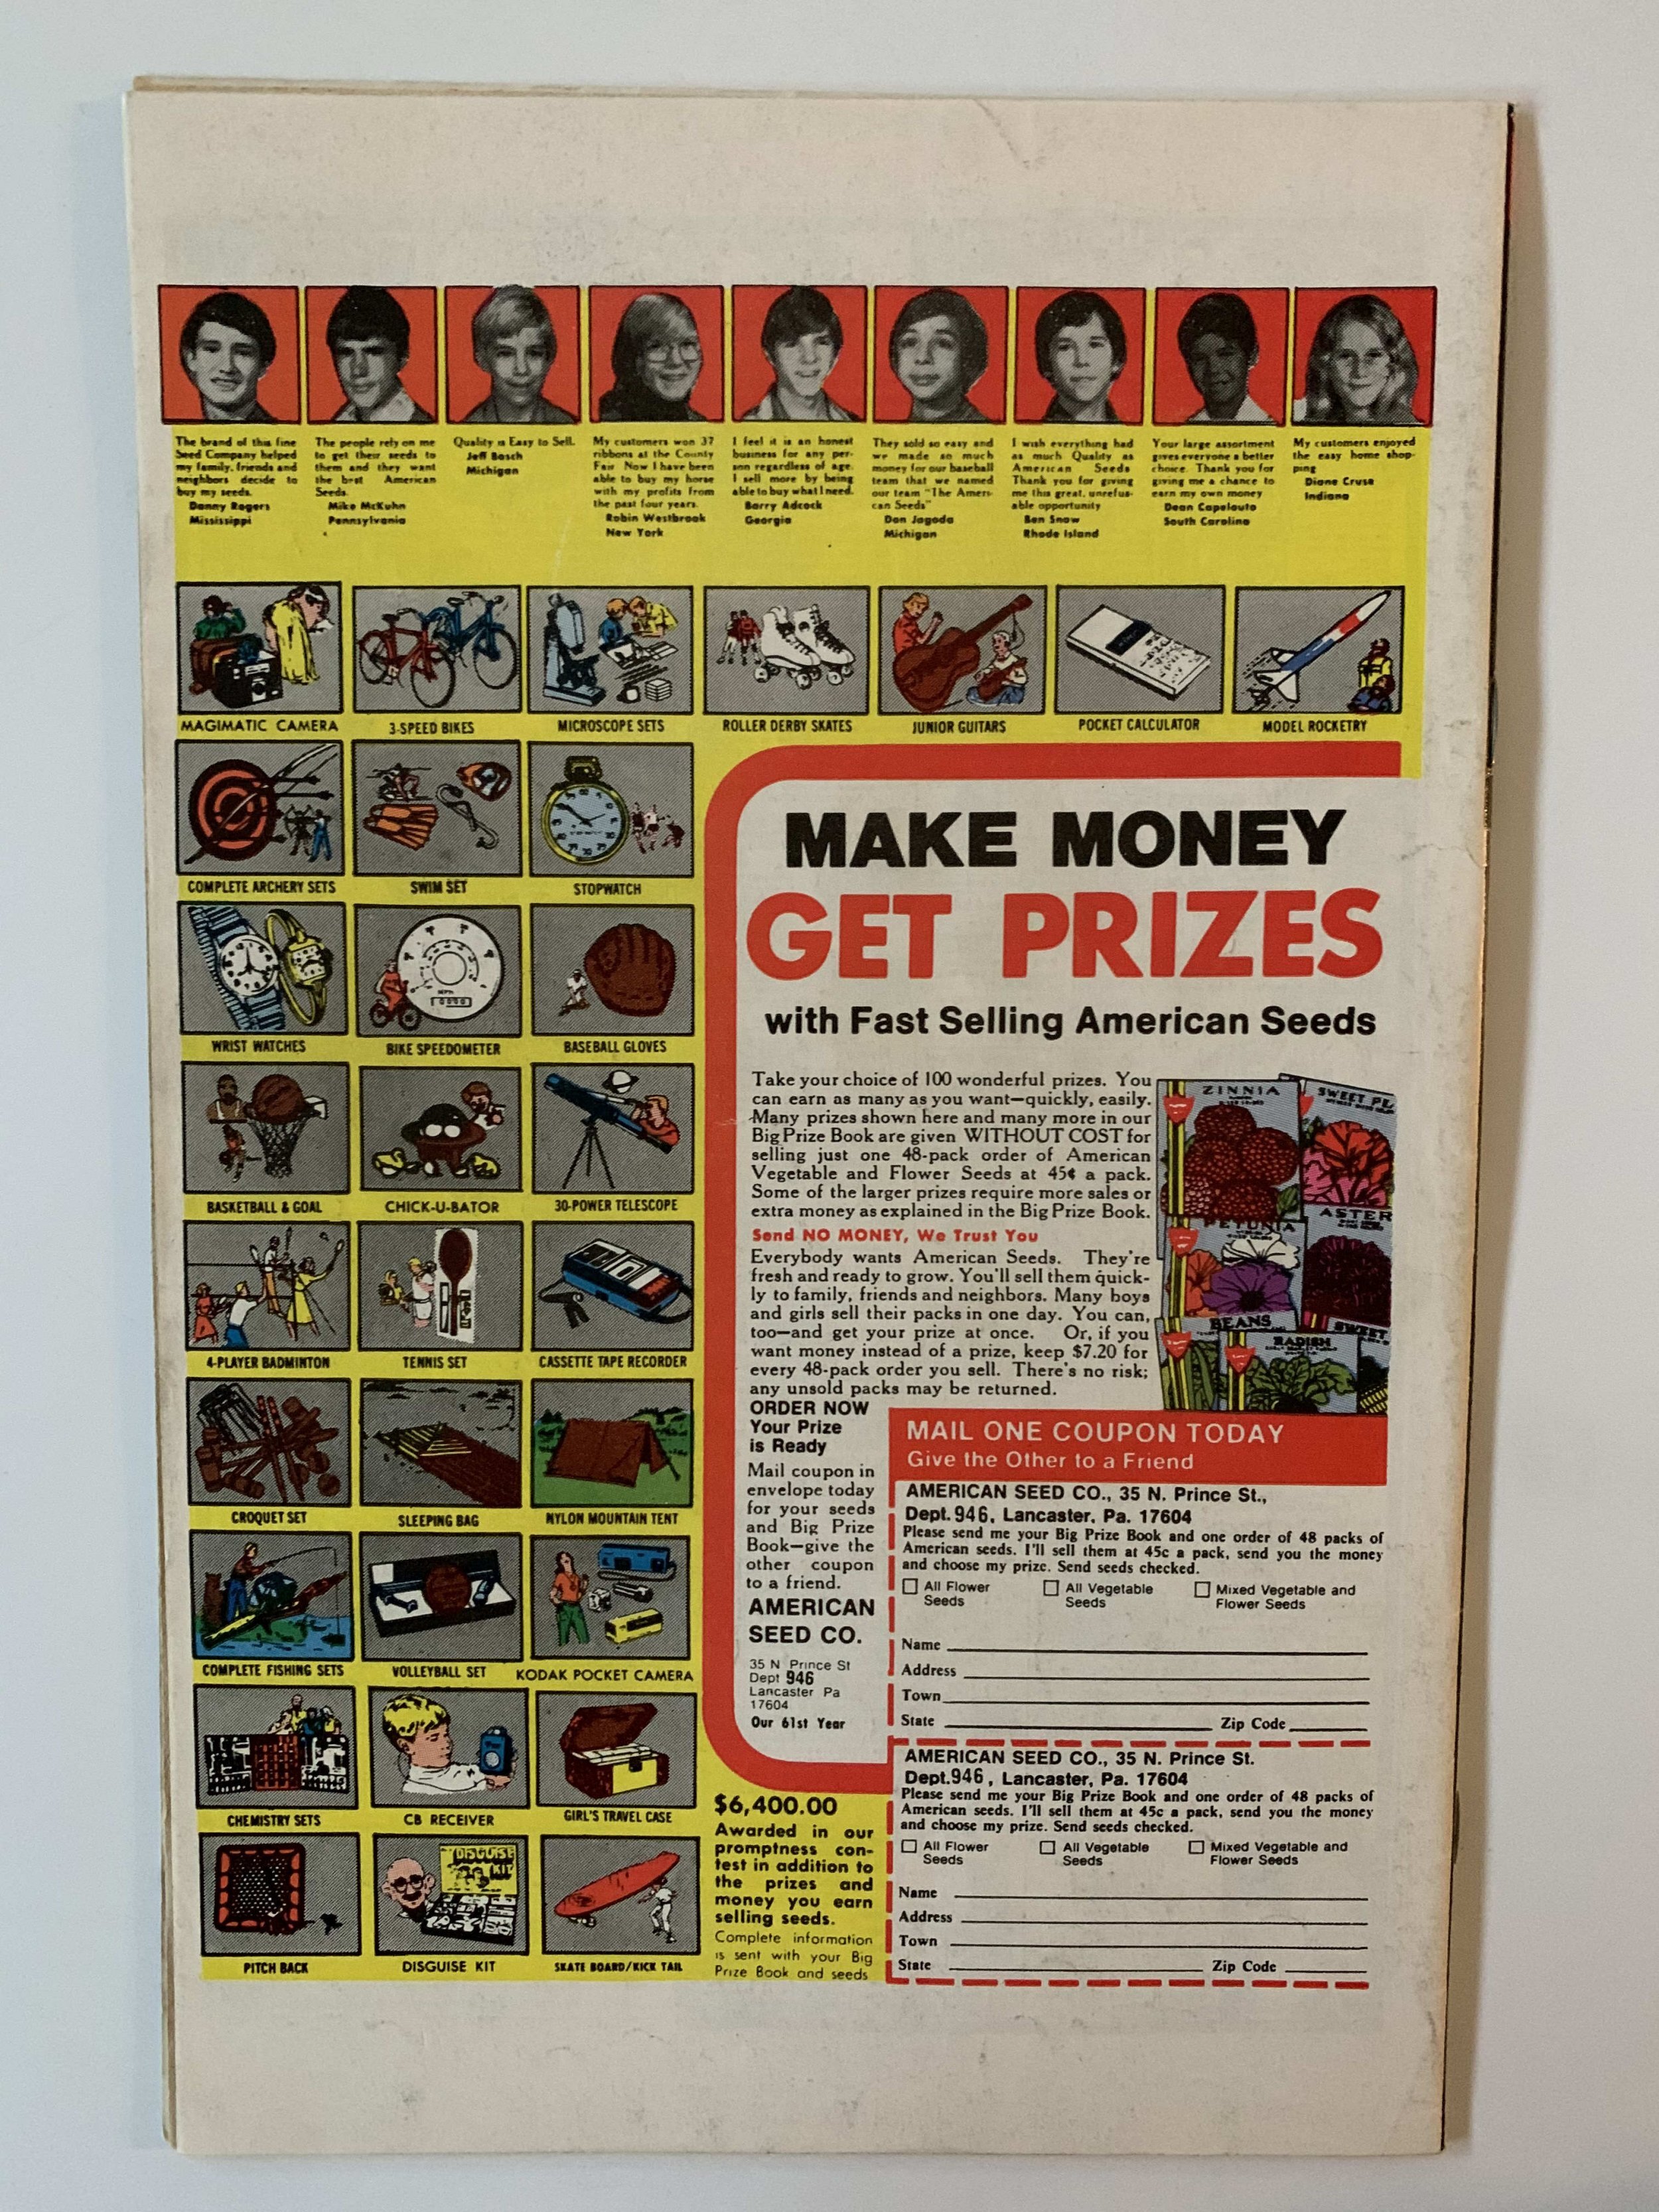 The brand of this fine
Seed Company helped
my family, friends and
neighbors decide to
buy my seeds.
Danny Rogers
Mississippi
The people rely on me
to get their seeds to
them and they want
the best American
Seeds.
Mike McKuhn
Pennsylvania
Quality is Easy to Sell.
Jeff Bosch
Michigan
My customers won 37
ribbons at the County
Fair Now I have been
able to buy my horse
with my profits from
the past four years.
Robin Westbrook
New York
I feel it is an honest
business for any per-
son regardless of age.
I sell more by being
able to buy what I need.
Barry Adcock
Georgia
They sold so easy and
we made so much
money for our baseball
team that we named
our team "The Ameri-
can Seeds"
Don Jagoda
Michigan
I wish everything had
as much Quality as
American Seeds
Thank you for giving
me this great, unrefus-
able opportunity
Ben Snow
Rhode Island
Your large assortment
gives everyone a better
choice. Thank you for
giving me a chance to
earn my own money
Dean Capelouto
South Carolina
My customers enjoyed
the easy home shop-
ping
Diane Cruse
Indiana
MAGIMATIC CAMERA
3-SPEED BIKES
MICROSCOPE SETS
ROLLER DERBY SKATES
JUNIOR GUITARS
POCKET CALCULATOR
MODEL ROCKETRY
COMPLETE ARCHERY SETS
SWIM SET
STOPWATCH
WRIST WATCHES
BIKE SPEEDOMETER
BASEBALL GLOVES
BASKETBALL & GOAL
CHICK-U-BATOR
30-POWER TELESCOPE
4-PLAYER BADMINTON
TENNIS SET
CASSETTE TAPE RECORDER
CROQUET SET
SLEEPING BAG
NYLON MOUNTAIN TENT
COMPLETE FISHING SETS
VOLLEYBALL SET
KODAK POCKET CAMERA
CHEMISTRY SETS
CB RECEIVER
GIRL'S TRAVEL CASE
PITCH BACK
DISGUISE
KIT
DISGUISE KIT
SKATE BOARD/KICK TAIL
MAKE MONEY
GET PRIZES
with Fast Selling American Seeds
Take your choice of 100 wonderful prizes. You
can earn as many as you want—quickly, easily.
Many prizes shown here and many more in our
Big Prize Book are given WITHOUT COST for
selling just one 48-pack order of American
Vegetable and Flower Seeds at 45¢ a pack.
Some of the larger prizes require more sales or
extra money as explained in the Big Prize Book.
Send NO MONEY, We Trust You
Everybody wants American Seeds. They're
fresh and ready to grow. You'll sell them quick-
ly to family, friends and neighbors. Many boys
and girls sell their packs in one day. You can,
too—and get your prize at once. Or, if you
want money instead of a prize, keep $7.20 for
every 48-pack order you sell. There's no risk;
any unsold packs may be returned.
ZINNIA
SWEET PE
PETUNIA
ASTER
BEANS
RADISH
SWEET
ORDER NOW
Your Prize
is Ready
Mail coupon in
envelope today
for your seeds
and Big Prize
Book—give the
other coupon
to a friend.
AMERICAN
SEED CO.
35 N Prince St
Dept 946
Lancaster Pa
17604
Our 61st Year
$6,400.00
Awarded in our
promptness con-
test in addition to
the prizes and
money you earn
selling seeds.
Complete information
is sent with your Big
Prize Book and seeds
MAIL ONE COUPON TODAY
Give the Other to a Friend
AMERICAN SEED CO., 35 N. Prince St.,
Dept. 946, Lancaster, Pa. 17604
Please send me your Big Prize Book and one order of 48 packs of
American seeds. I'll sell them at 45c a pack, send you the money
and choose my prize. Send seeds checked.
All Flower Seeds
All Vegetable Seeds
Mixed Vegetable and Flower Seeds
Name
Address
Town
State Zip Code
AMERICAN SEED CO., 35 N. Prince St.
Dept. 946, Lancaster, Pa. 17604
Please send me your Big Prize Book and one order of 48 packs of
American seeds. I'll sell them at 45c a pack, send you the money
and choose my prize. Send seeds checked.
All Flower Seeds
All Vegetable Seeds
Mixed Vegetable and Flower Seeds
Name
Address
Town
State Zip Code